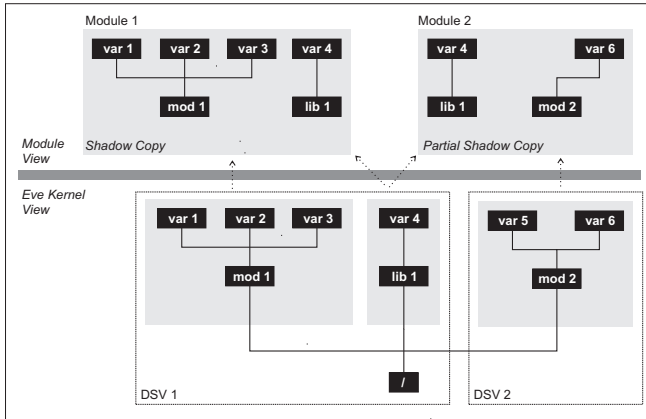 Module 1
Module 2
var 1 var 2 var 3 var 4
var 4 var 6
mod 1 lib 1
lib 1 mod 2
Module View
Shadow Copy
Partial Shadow Copy
Eve Kernel View
var 1 var 2 var 3 var 4
var 5 var 6
mod 1 lib 1
mod 2
/
DSV 1
DSV 2